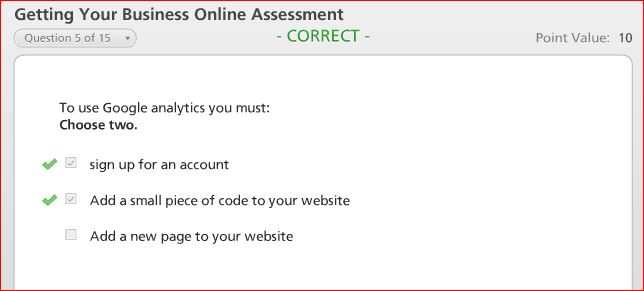 Getting Your Business Online Assessment
Question 5 of 15
- CORRECT -
Point Value: 10
To use Google analytics you must:
Choose two.
sign up for an account
Add a small piece of code to your website
Add a new page to your website